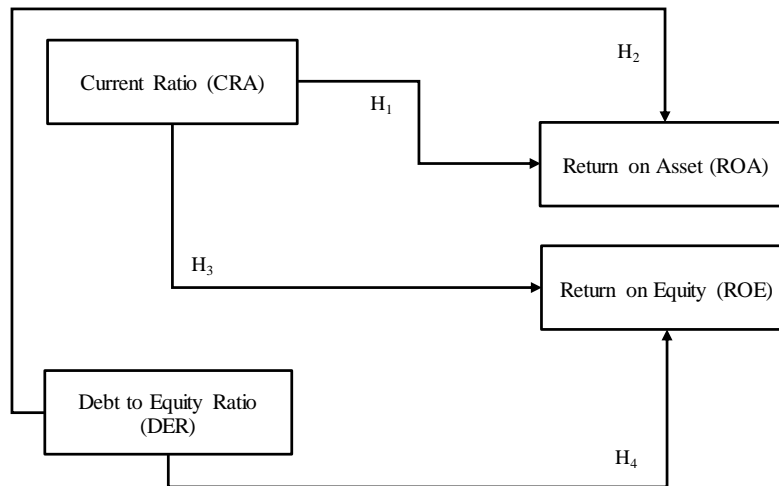 H₂
Current Ratio (CRA)
H₁
Return on Asset (ROA)
H₃
Return on Equity (ROE)
Debt to Equity Ratio
(DER)
H₄